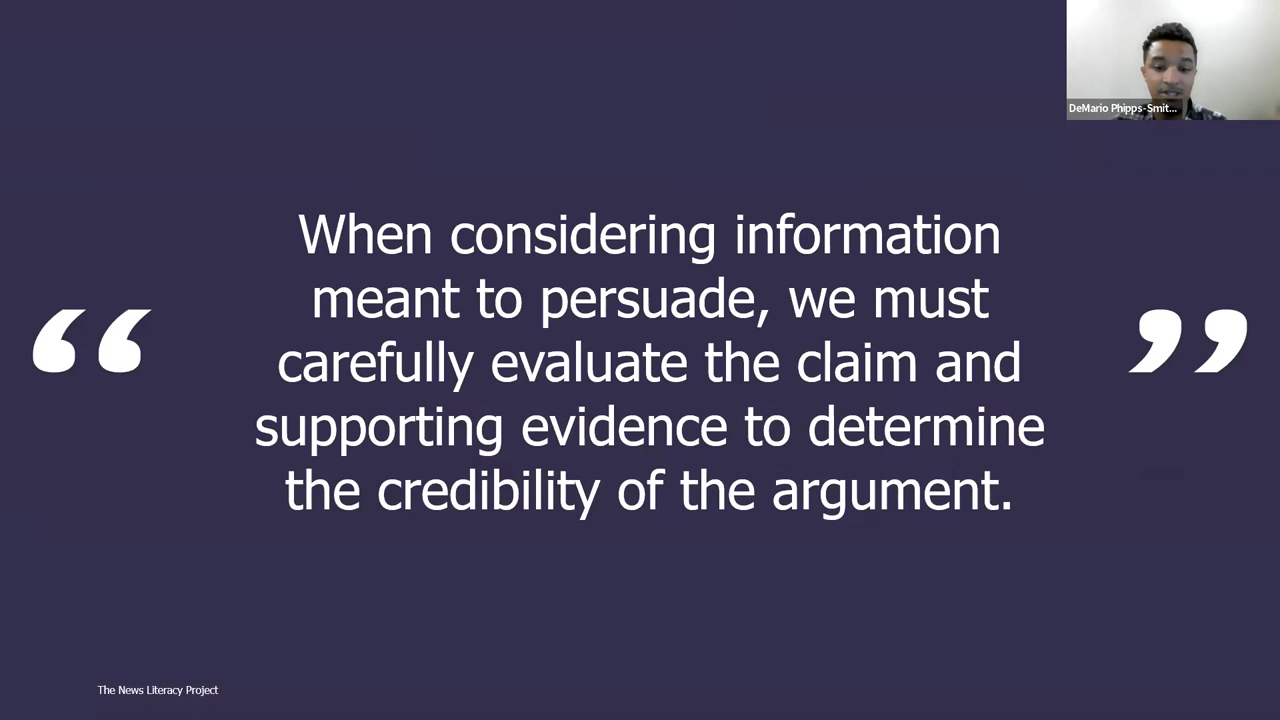 DeMario Phipps-Smit...
“
When considering information
meant to persuade, we must
carefully evaluate the claim and
supporting evidence to determine
the credibility of the argument.
”
The News Literacy Project